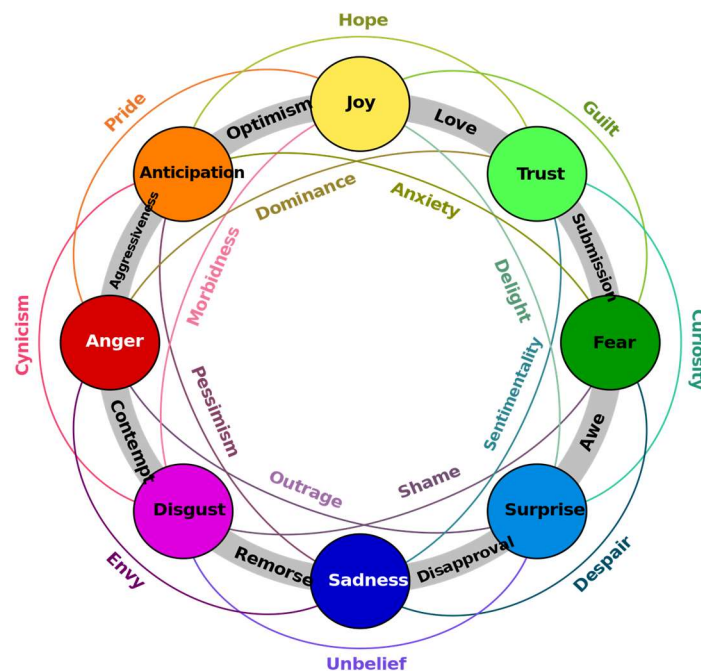 Hope
Pride
Guilt
Joy
Optimism
Love
Anticipation
Trust
Dominance
Anxiety
Aggressiveness
Submission
Morbidness
Delight
Cynicism
Anger
Fear
Curiosity
Pessimism
Sentimentality
Contempt
Awe
Outrage
Shame
Disgust
Surprise
Envy
Remorse
Sadness
Disapproval
Despair
Unbelief